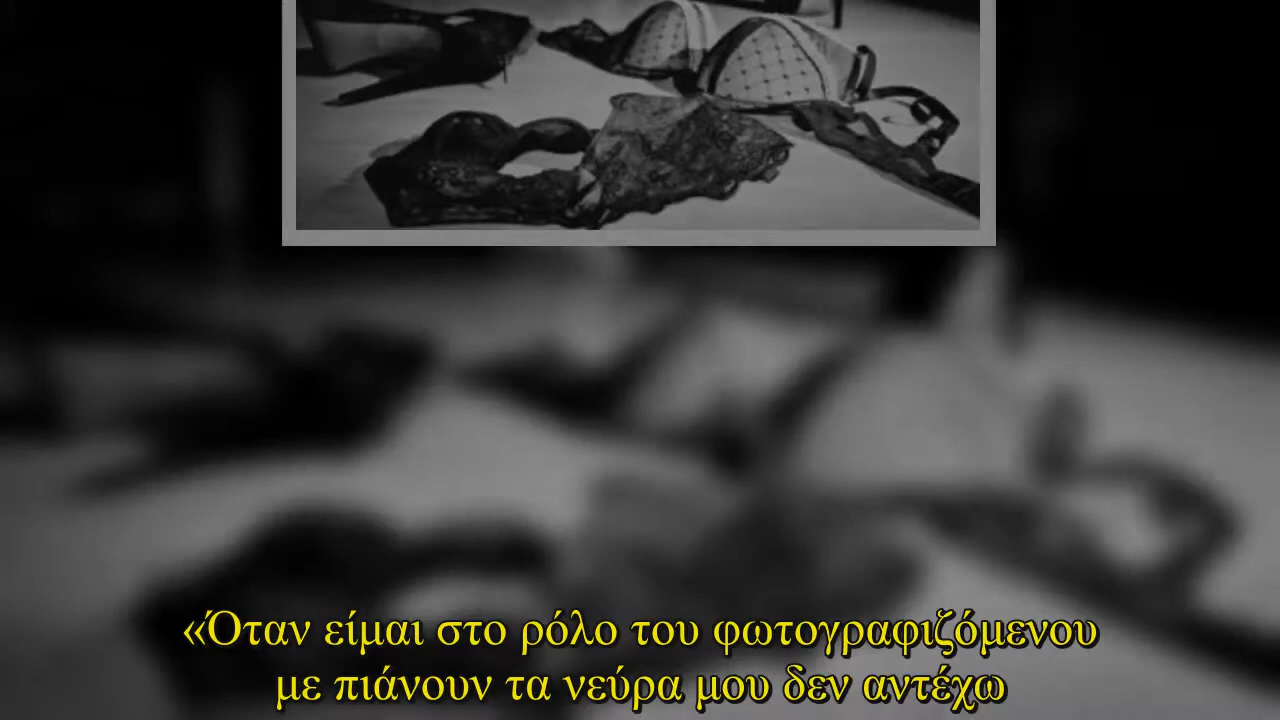 «Όταν είμαι στο ρόλο του φωτογραφιζόμενου
με πιάνουν τα νεύρα μου δεν αντέχω